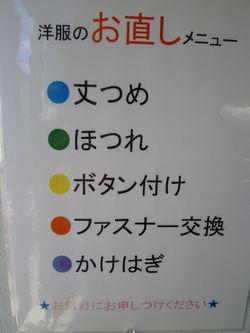 洋服のお直しメニュー
●丈つめ
●ほつれ
●ボタン付け
●ファスナー交換
●かけはぎ
★お気軽にお申しつけください★